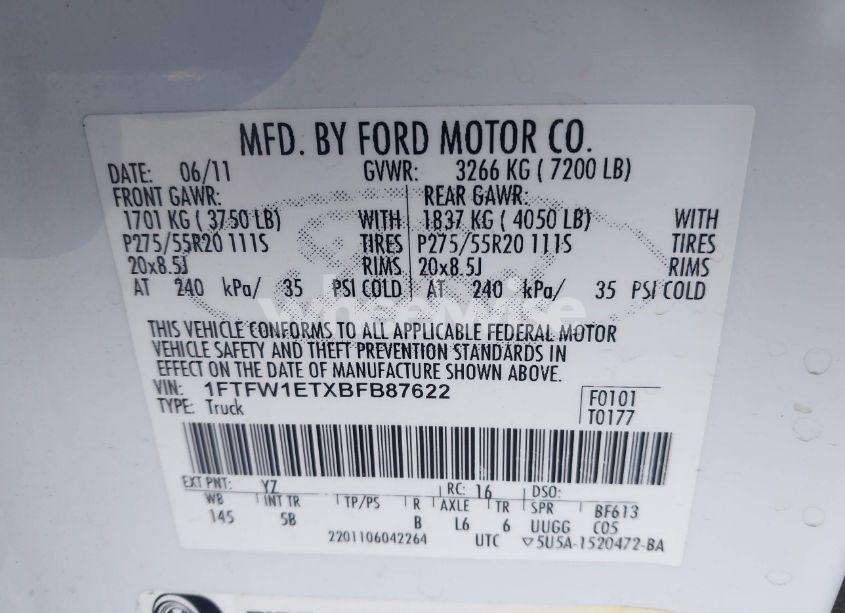 MFD. BY FORD MOTOR CO.
DATE: 06/11 GVWR: 3266 KG ( 7200 LB)
FRONT GAWR: REAR GAWR:
1701 KG ( 3750 LB) WITH 1837 KG ( 4050 LB) WITH
P275/55R20 111S TIRES P275/55R20 111S TIRES
20x8.5J RIMS 20x8.5J RIMS
AT 240 kPa/ 35 PSI COLD AT 240 kPa/ 35 PSI COLD
THIS VEHICLE CONFORMS TO ALL APPLICABLE FEDERAL MOTOR
VEHICLE SAFETY AND THEFT PREVENTION STANDARDS IN
EFFECT ON THE DATE OF MANUFACTURE SHOWN ABOVE.
VIN: 1FTFW1ETXBFB87622
TYPE: Truck
F0101
T0177
EXT PNT: YZ RC: 16 DSO:
WB INT TR TP/PS R AXLE TR SPR BF613
145 5B B L6 6 UUGG C05
2201106042264 UTC ▽5U5A-1520472-BA